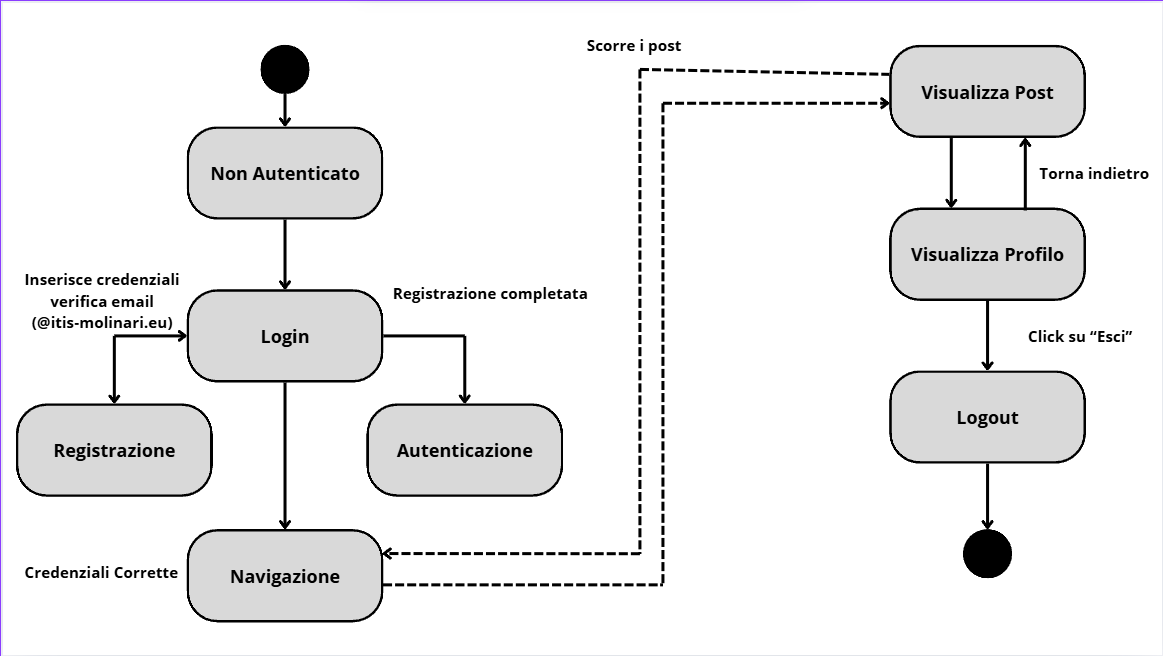 Scorre i post
Visualizza Post
Non Autenticato
Torna indietro
Visualizza Profilo
Inserisce credenziali
verifica email
(@itis-molinari.eu)
Registrazione completata
Login
Click su “Esci”
Logout
Registrazione
Autenticazione
Credenziali Corrette
Navigazione